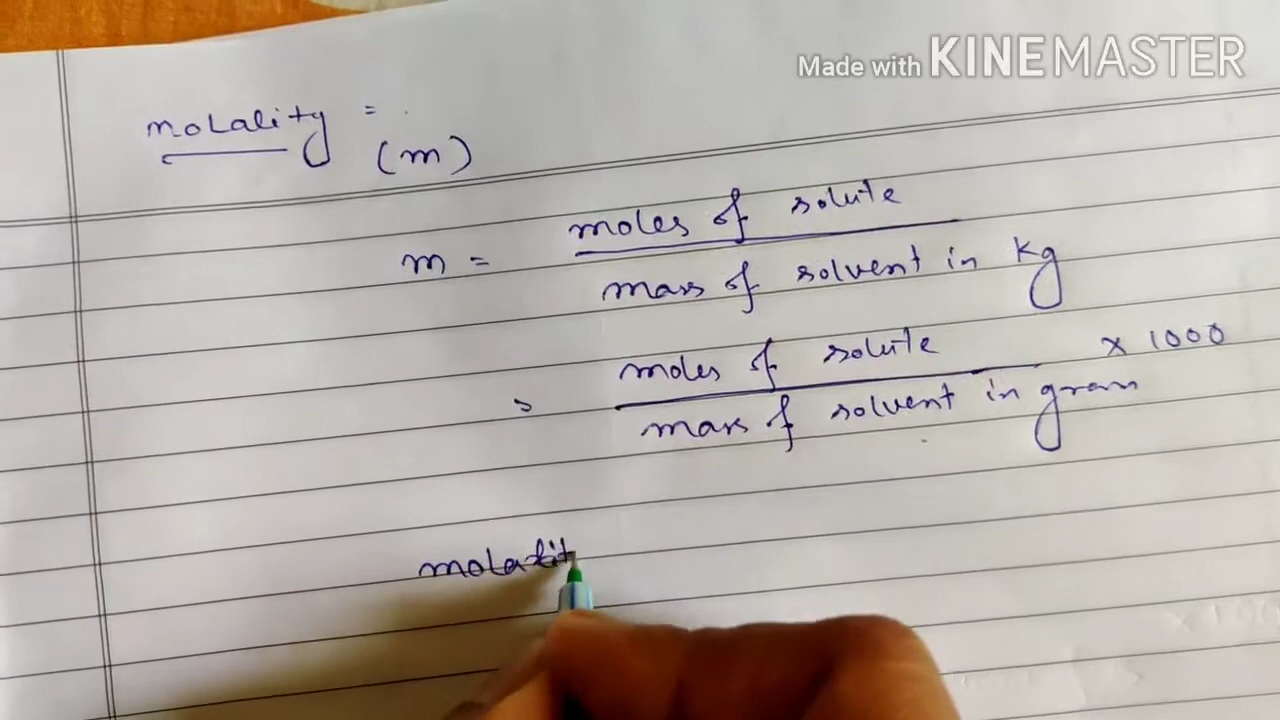 Made with KINEMASTER
molality =
(m)
m = moles of solute
mass of solvent in kg
= moles of solute × 1000
mass of solvent in gram